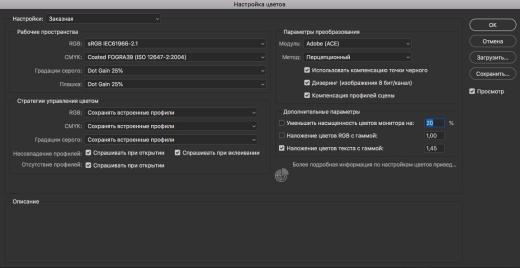 Настройка цветов
Настройки: Заказная
Рабочие пространства
RGB: sRGB IEC61966-2.1
CMYK: Coated FOGRA39 (ISO 12647-2:2004)
Градации серого: Dot Gain 25%
Плашка: Dot Gain 25%
Стратегии управления цветом
RGB: Сохранять встроенные профили
CMYK: Сохранять встроенные профили
Градации серого: Сохранять встроенные профили
Несовпадение профилей: Спрашивать при открытии Спрашивать при вклеивании
Отсутствие профилей: Спрашивать при открытии
Параметры преобразования
Модуль: Adobe (ACE)
Метод: Перцепционный
Использовать компенсацию точки черного
Дизеринг (изображения 8 бит/канал)
Компенсация профилей сцены
Дополнительные параметры
Уменьшить насыщенность цветов монитора на: 20 %
Наложение цветов RGB с гаммой: 1,00
Наложение цветов текста с гаммой: 1,45
Более подробная информация по настройкам цветов привед...
OK
Отмена
Загрузить...
Сохранить...
Просмотр
Описание